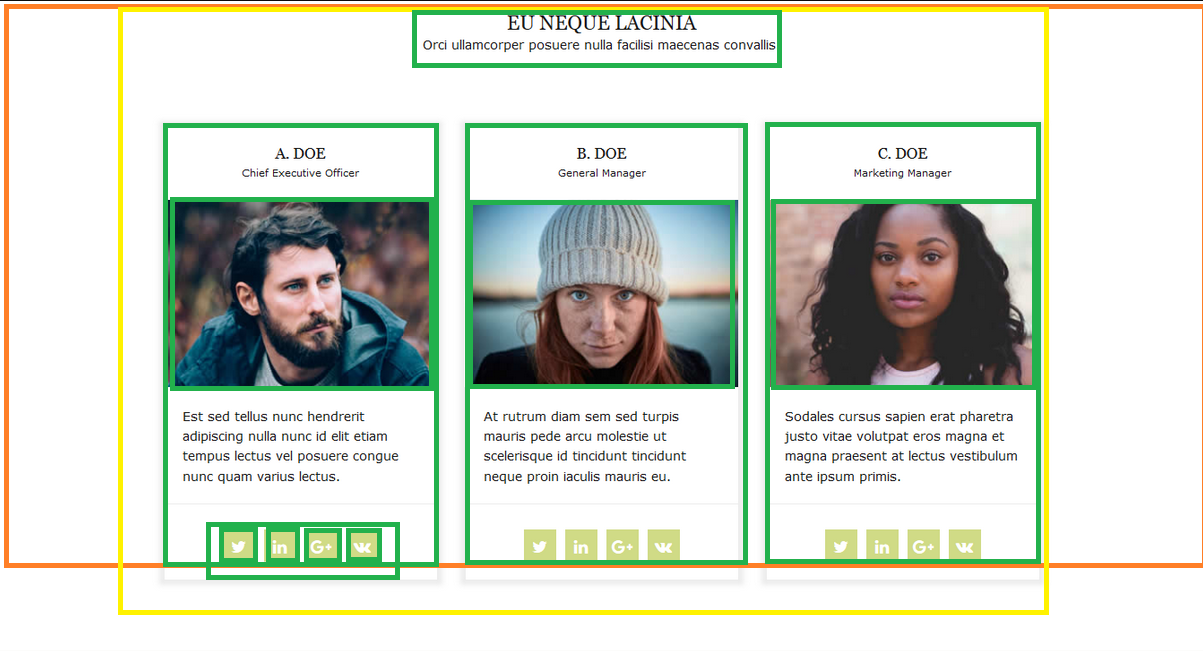 EU NEQUE LACINIA
Orci ullamcorper posuere nulla facilisi maecenas convallis
A. DOE
Chief Executive Officer
Est sed tellus nunc hendrerit
adipiscing nulla nunc id elit etiam
tempus lectus vel posuere congue
nunc quam varius lectus.
in G+
B. DOE
General Manager
At rutrum diam sem sed turpis
mauris pede arcu molestie ut
scelerisque id tincidunt tincidunt
neque proin iaculis mauris eu.
in G+
C. DOE
Marketing Manager
Sodales cursus sapien erat pharetra
justo vitae volutpat eros magna et
magna praesent at lectus vestibulum
ante ipsum primis.
in G+